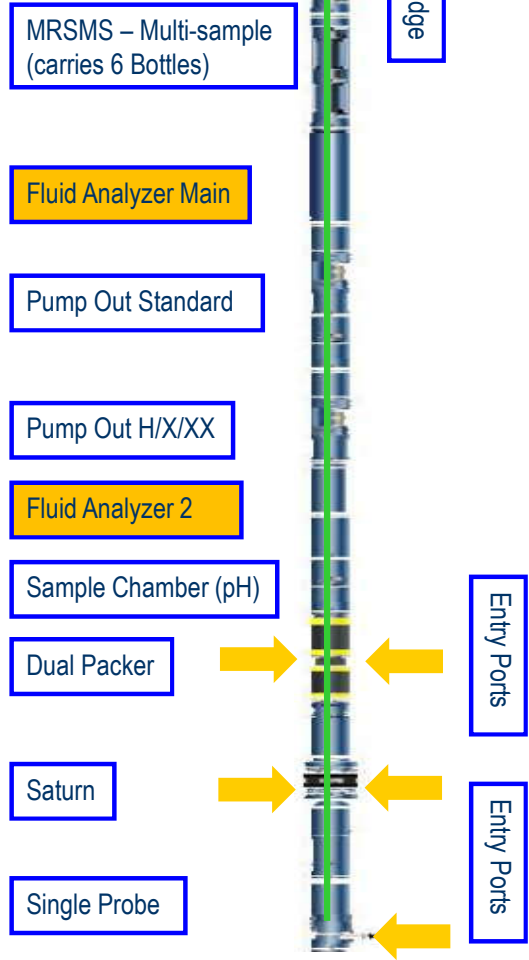 MRSMS – Multi-sample
(carries 6 Bottles)
Fluid Analyzer Main
Pump Out Standard
Pump Out H/X/XX
Fluid Analyzer 2
Sample Chamber (pH)
Dual Packer
Saturn
Single Probe
dge
Entry Ports
Entry Ports